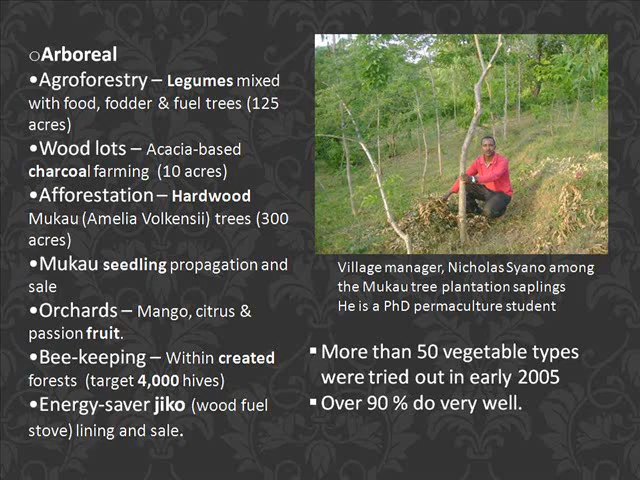 ○Arboreal
•Agroforestry – Legumes mixed
with food, fodder & fuel trees (125
acres)
•Wood lots – Acacia-based
charcoal farming (10 acres)
•Afforestation – Hardwood
Mukau (Amelia Volkensii) trees (300
acres)
•Mukau seedling propagation and
sale
•Orchards – Mango, citrus &
passion fruit.
•Bee-keeping – Within created
forests (target 4,000 hives)
•Energy-saver jiko (wood fuel
stove) lining and sale.
Village manager, Nicholas Syano among
the Mukau tree plantation saplings
He is a PhD permaculture student
▪More than 50 vegetable types
were tried out in early 2005
▪Over 90 % do very well.